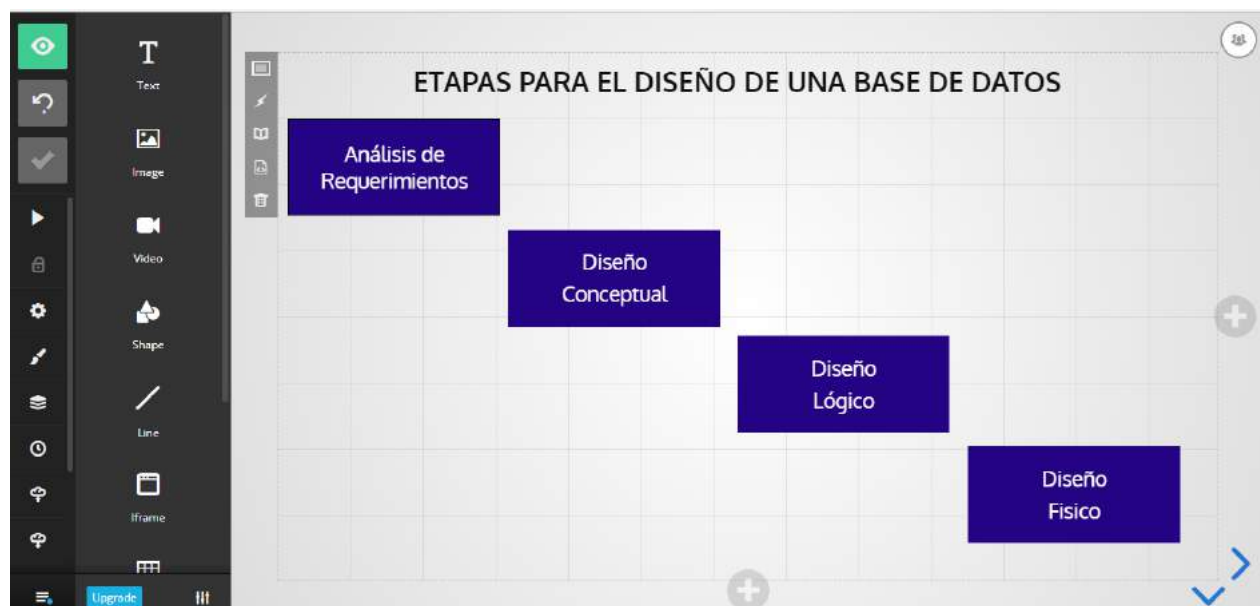 Text
Image
Video
Shape
Line
Iframe
Upgrade
ETAPAS PARA EL DISEÑO DE UNA BASE DE DATOS
Análisis de
Requerimientos
Diseño
Conceptual
Diseño
Lógico
Diseño
Fisico